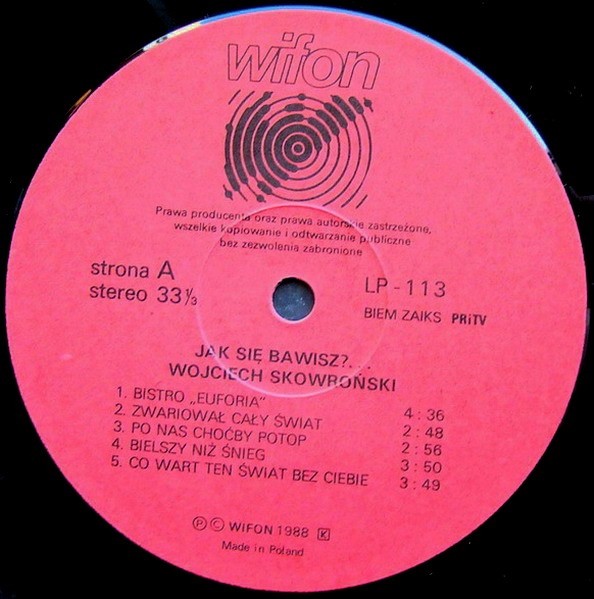 wifon
Prawa producenta oraz prawa autorskie zastrzeżone,
wszelkie kopiowanie i odtwarzanie publiczne
bez zezwolenia zabronione
strona A
stereo 33 1/3
LP - 113
BIEM ZAIKS PRiTV
JAK SIĘ BAWISZ?...
WOJCIECH SKOWROŃSKI
1. BISTRO „EUFORIA" 4 : 36
2. ZWARIOWAŁ CAŁY ŚWIAT 2 : 48
3. PO NAS CHOĆBY POTOP 2 : 56
4. BIELSZY NIŻ ŚNIEG 3 : 50
5. CO WART TEN ŚWIAT BEZ CIEBIE 3 : 49
Ⓟ Ⓒ WIFON 1988 K
Made in Poland